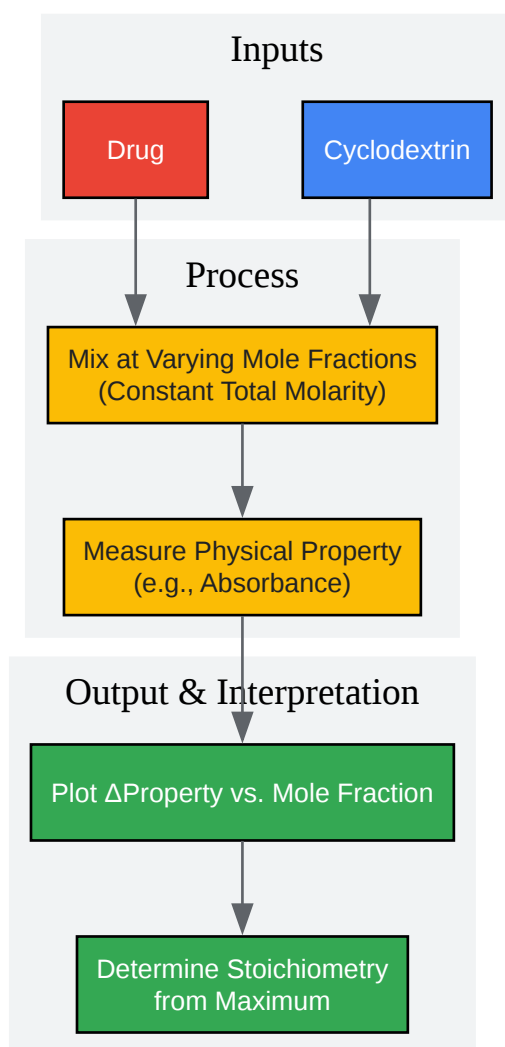 Inputs
Drug
Cyclodextrin
Process
Mix at Varying Mole Fractions
(Constant Total Molarity)
Measure Physical Property
(e.g., Absorbance)
Output & Interpretation
Plot ΔProperty vs. Mole Fraction
Determine Stoichiometry
from Maximum